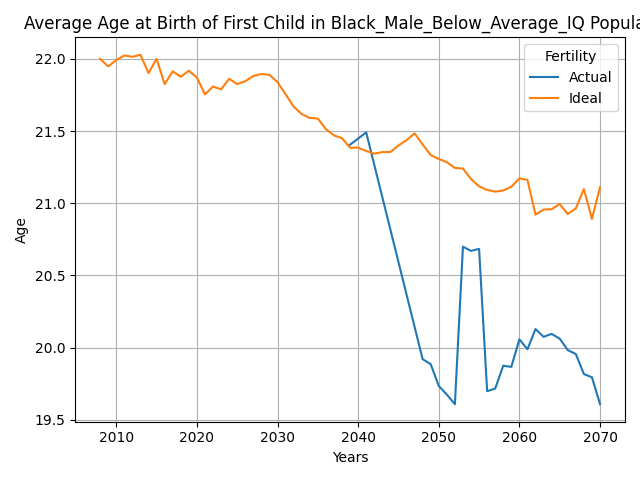 Average Age at Birth of First Child in Black_Male_Below_Average_IQ Popula
22.0
21.5
21.0
20.5
20.0
19.5
Age
Fertility
Actual
Ideal
2010 2020 2030 2040 2050 2060 2070
Years